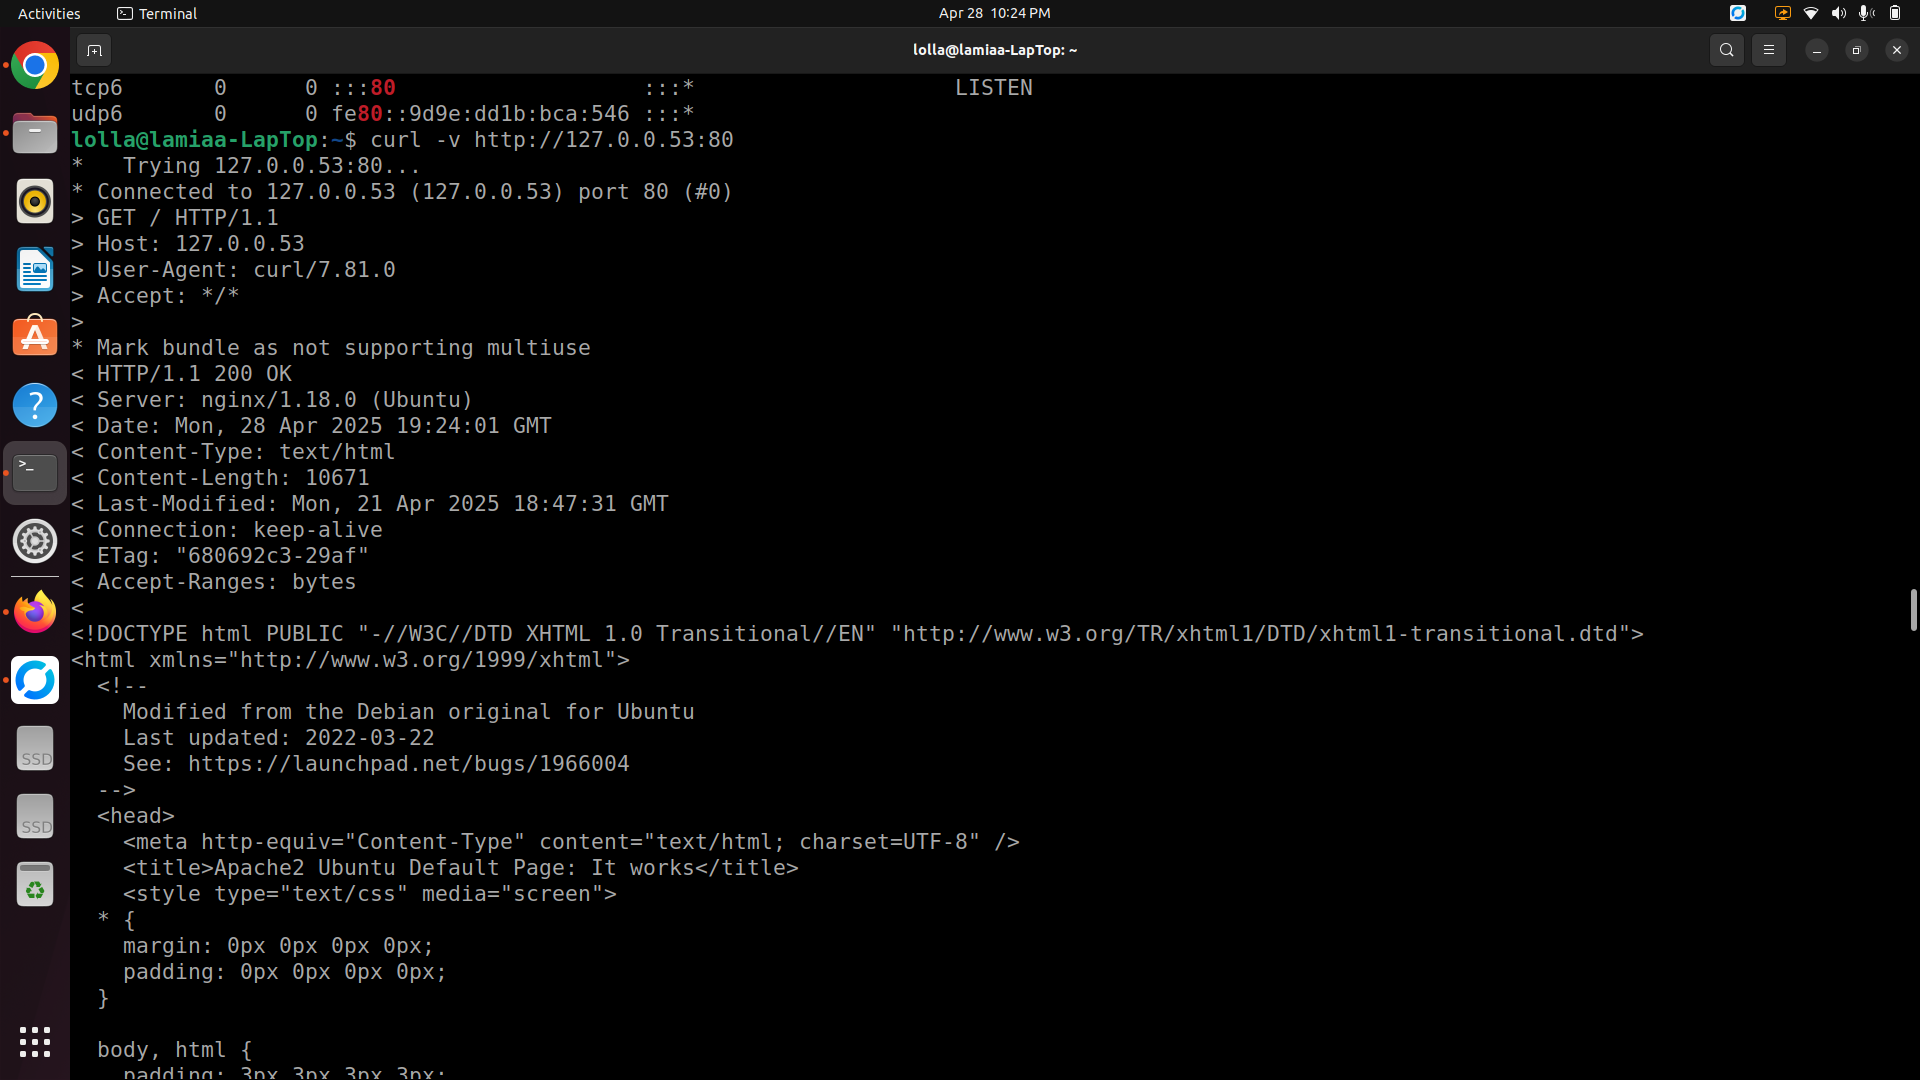 Activities
Terminal
Apr 28 10:24 PM
lolla@lamiaa-LapTop: ~
tcp6       0      0 :::80                   :::*                    LISTEN
udp6       0      0 fe80::9d9e:dd1b:bca:546 :::*
lolla@lamiaa-LapTop:~$ curl -v http://127.0.0.53:80
*   Trying 127.0.0.53:80...
* Connected to 127.0.0.53 (127.0.0.53) port 80 (#0)
> GET / HTTP/1.1
> Host: 127.0.0.53
> User-Agent: curl/7.81.0
> Accept: */*
>
* Mark bundle as not supporting multiuse
< HTTP/1.1 200 OK
< Server: nginx/1.18.0 (Ubuntu)
< Date: Mon, 28 Apr 2025 19:24:01 GMT
< Content-Type: text/html
< Content-Length: 10671
< Last-Modified: Mon, 21 Apr 2025 18:47:31 GMT
< Connection: keep-alive
< ETag: "680692c3-29af"
< Accept-Ranges: bytes
<
<!DOCTYPE html PUBLIC "-//W3C//DTD XHTML 1.0 Transitional//EN" "http://www.w3.org/TR/xhtml1/DTD/xhtml1-transitional.dtd">
<html xmlns="http://www.w3.org/1999/xhtml">
  <!--
    Modified from the Debian original for Ubuntu
    Last updated: 2022-03-22
    See: https://launchpad.net/bugs/1966004
  -->
  <head>
    <meta http-equiv="Content-Type" content="text/html; charset=UTF-8" />
    <title>Apache2 Ubuntu Default Page: It works</title>
    <style type="text/css" media="screen">
  * {
    margin: 0px 0px 0px 0px;
    padding: 0px 0px 0px 0px;
  }
  body, html {
    padding: 3px 3px 3px 3px;
SSD
SSD